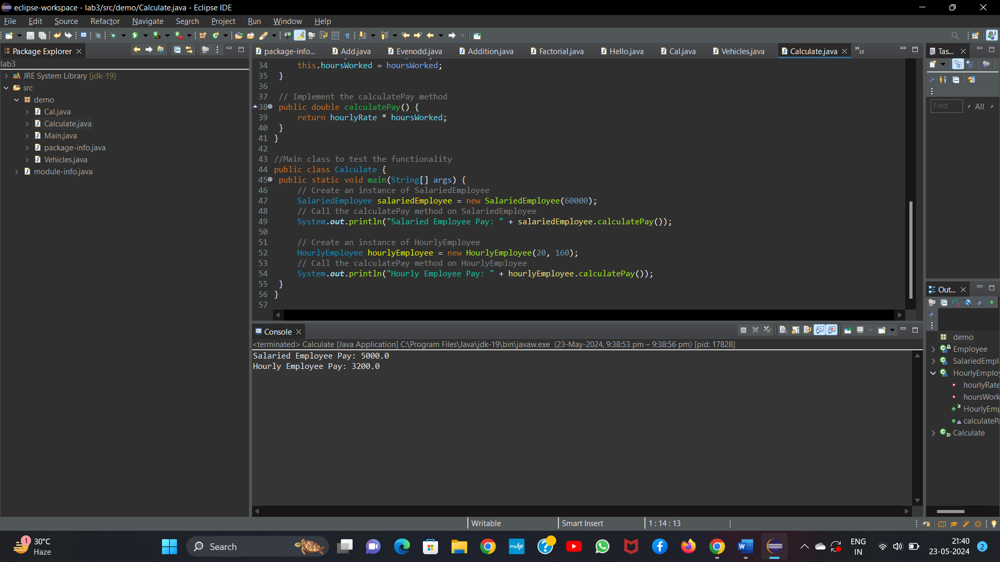 eclipse-workspace - lab3/src/demo/Calculate.java - Eclipse IDE
File Edit Source Refactor Navigate Search Project Run Window Help
Package Explorer
lab3
JRE System Library [jdk-19]
src
demo
Cal.java
Calculate.java
Main.java
package-info.java
Vehicles.java
module-info.java
package-info... Add.java Evenodd.java Addition.java Factorial.java Hello.java Cal.java Vehicles.java Calculate.java »36
34 this.hoursWorked = hoursWorked;
35 }
36
37 // Implement the calculatePay method
38 public double calculatePay() {
39 return hourlyRate * hoursWorked;
40 }
41 }
42
43 //Main class to test the functionality
44 public class Calculate {
45 public static void main(String[] args) {
46 // Create an instance of SalariedEmployee
47 SalariedEmployee salariedEmployee = new SalariedEmployee(60000);
48 // Call the calculatePay method on SalariedEmployee
49 System.out.println("Salaried Employee Pay: " + salariedEmployee.calculatePay());
50
51 // Create an instance of HourlyEmployee
52 HourlyEmployee hourlyEmployee = new HourlyEmployee(20, 160);
53 // Call the calculatePay method on HourlyEmployee
54 System.out.println("Hourly Employee Pay: " + hourlyEmployee.calculatePay());
55 }
56 }
57
Console
<terminated> Calculate [Java Application] C:\Program Files\Java\jdk-19\bin\javaw.exe (23-May-2024, 9:38:53 pm – 9:38:56 pm) [pid: 17828]
Salaried Employee Pay: 5000.0
Hourly Employee Pay: 3200.0
Tas...
Find All
Out...
demo
Employee
SalariedEmpl
HourlyEmplo
hourlyRate
hoursWork
HourlyEmp
calculateP
Calculate
Writable Smart Insert 1 : 14 : 13
1
30°C
Haze
Search
myhp
ENG
IN
21:40
23-05-2024
2